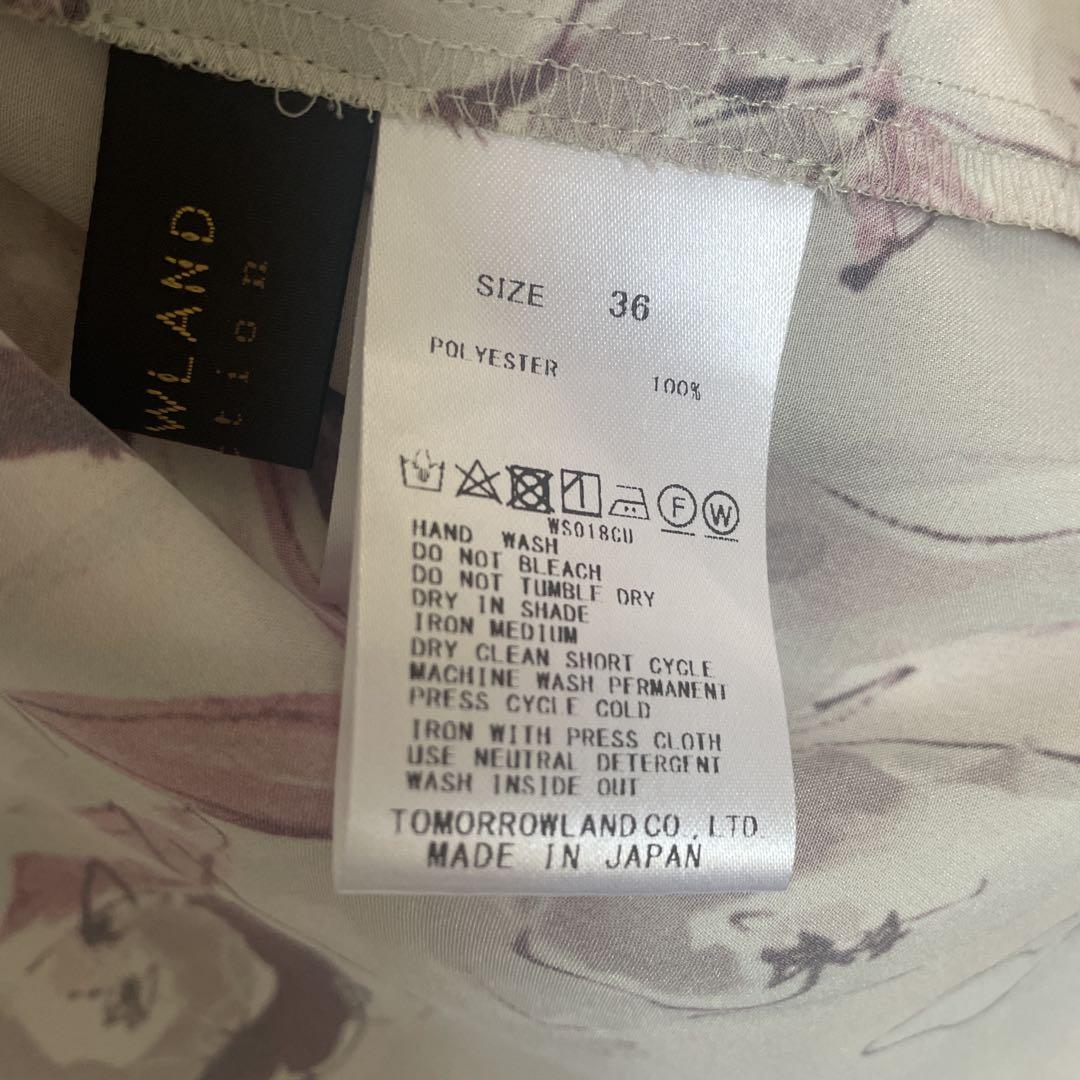 WLAND
tion
SIZE 36
POLYESTER 100%
F W
WS018CU
HAND WASH
DO NOT BLEACH
DO NOT TUMBLE DRY
DRY IN SHADE
IRON MEDIUM
DRY CLEAN SHORT CYCLE
MACHINE WASH PERMANENT
PRESS CYCLE COLD
IRON WITH PRESS CLOTH
USE NEUTRAL DETERGENT
WASH INSIDE OUT
TOMORROWLAND CO., LTD.
MADE IN JAPAN